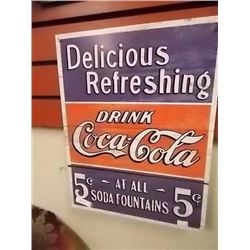 Delicious
Refreshing
DRINK
Coca-Cola
5¢ AT ALL 5¢
SODA FOUNTAINS